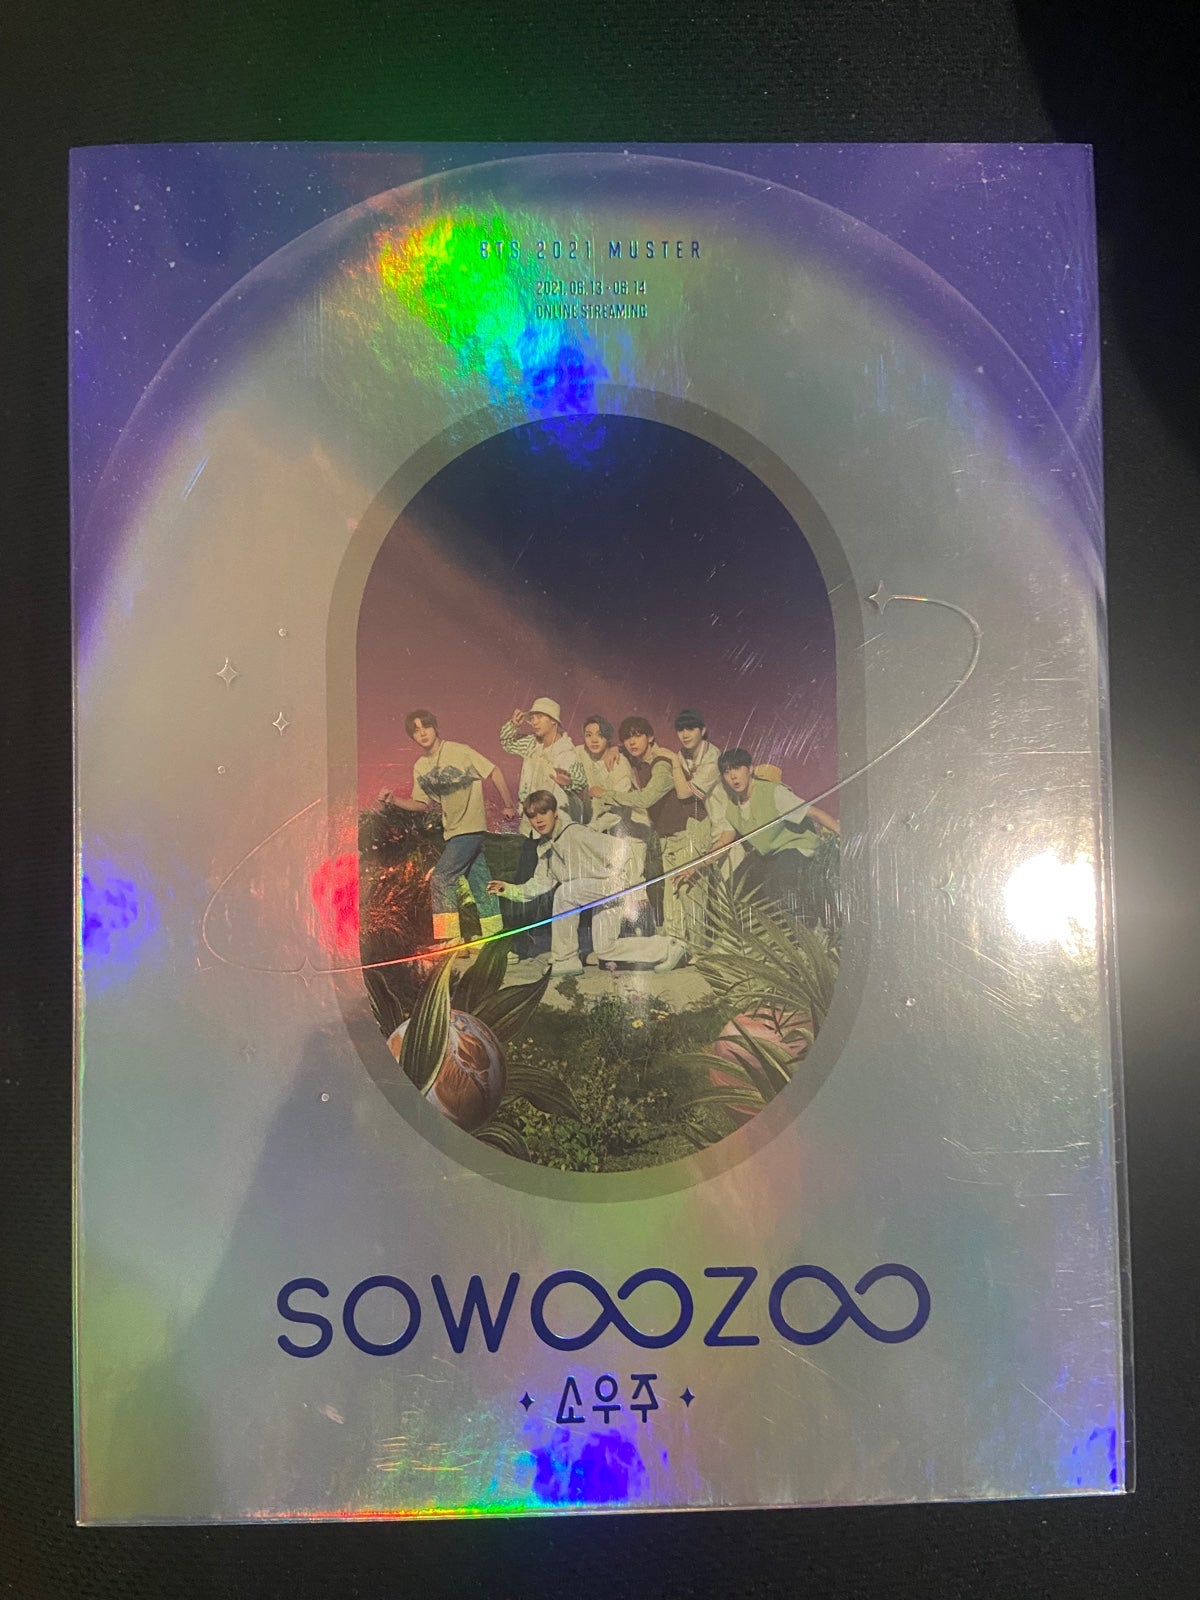 BTS 2021 MUSTER
2021. 06. 13 - 06. 14
ONLINE STREAMING
SOWOOZOO
소우주